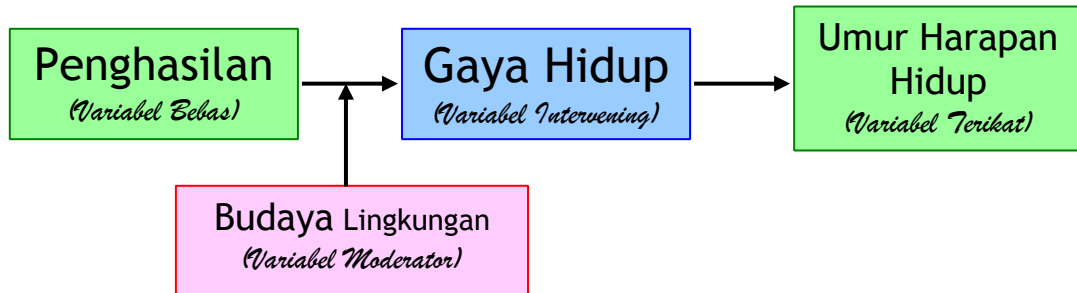 Penghasilan
(Variabel Bebas)
Gaya Hidup
(Variabel Intervening)
Umur Harapan
Hidup
(Variabel Terikat)
Budaya Lingkungan
(Variabel Moderator)